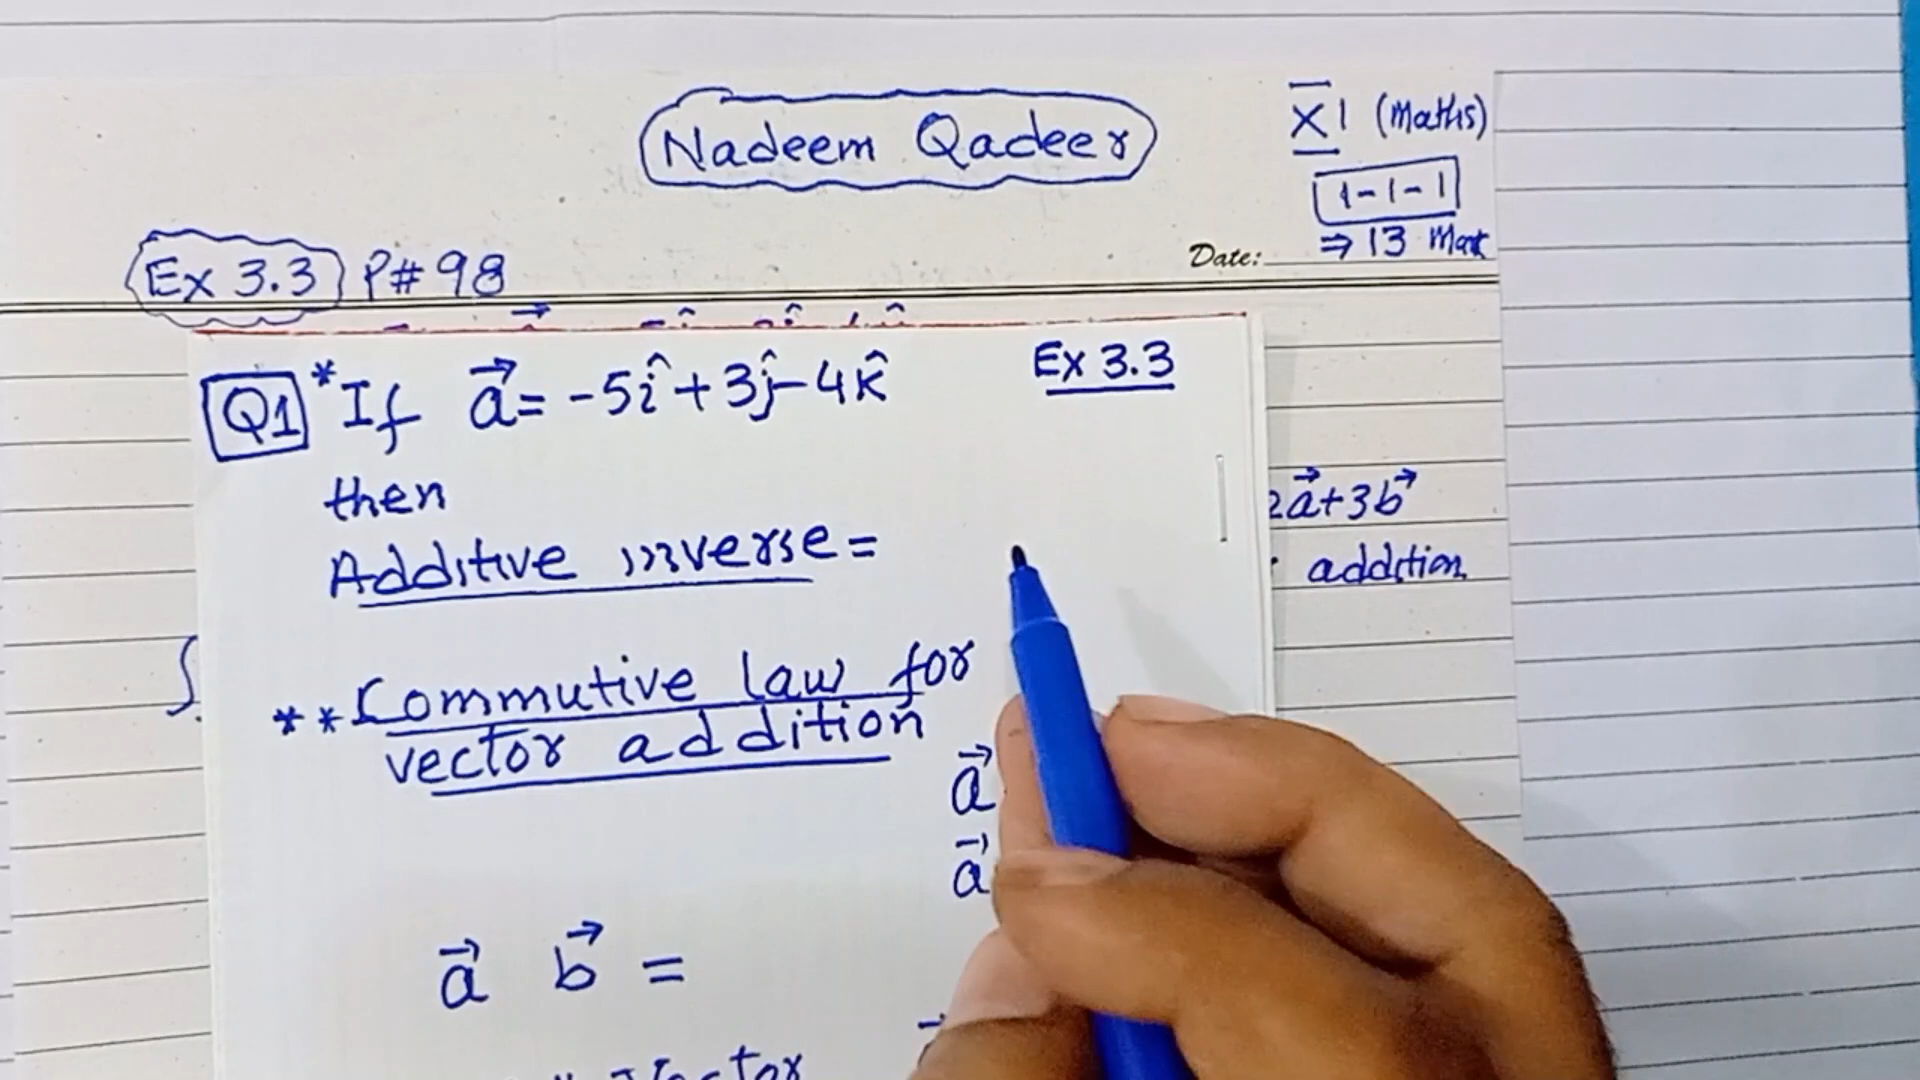 Nadeem Qadeer
XI (Maths)
1-1-1
⇒ 13 Mark
Date:
Ex 3.3 P# 98
Ex 3.3
Q1 *If a⃗ = -5î + 3ĵ - 4k̂
then
Additive inverse =
2a⃗+3b⃗
addition
** Commutive law for
vector addition
a⃗
a⃗
a⃗ b⃗ =
Vector